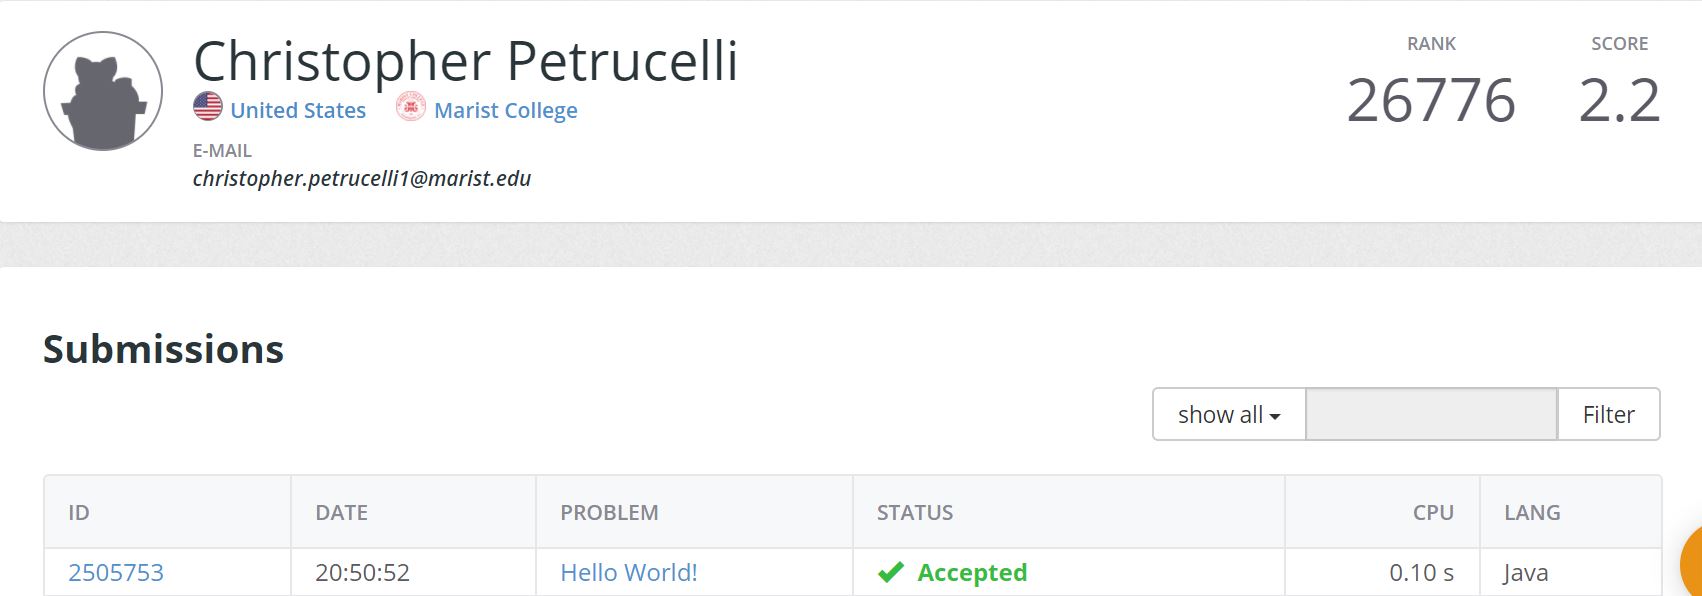 Christopher Petrucelli
United States Marist College
E-MAIL
christopher.petrucelli1@marist.edu
RANK SCORE
26776 2.2
Submissions
show all Filter
ID DATE PROBLEM STATUS CPU LANG
2505753 20:50:52 Hello World! Accepted 0.10 s Java